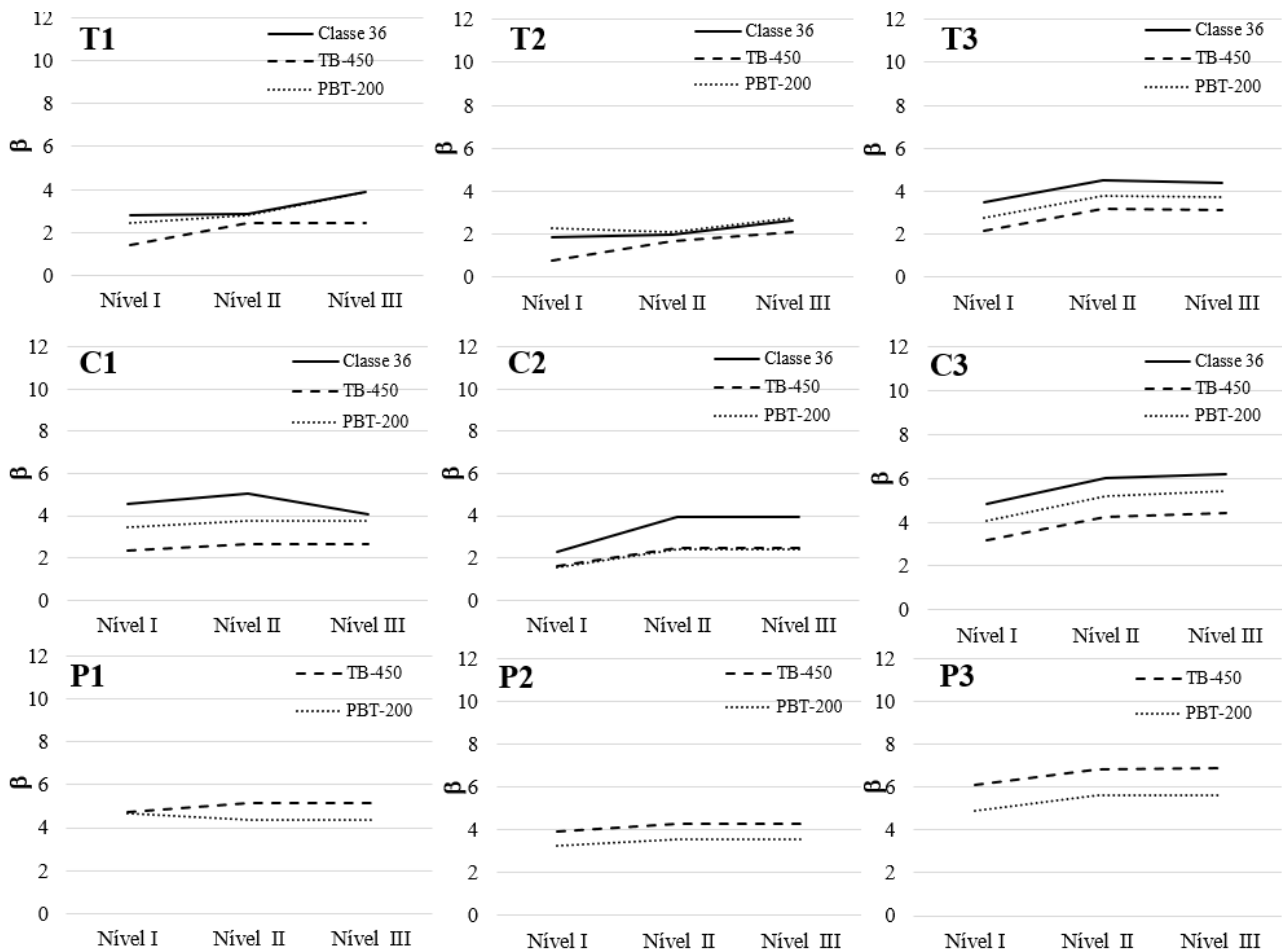 T1
Classe 36
TB-450
PBT-200
β
12
10
8
6
4
2
0
Nível I
Nível II
Nível III
T2
Classe 36
TB-450
PBT-200
β
12
10
8
6
4
2
0
Nível I
Nível II
Nível III
T3
Classe 36
TB-450
PBT-200
β
12
10
8
6
4
2
0
Nível I
Nível II
Nível III
C1
Classe 36
TB-450
PBT-200
β
12
10
8
6
4
2
0
Nível I
Nível II
Nível III
C2
Classe 36
TB-450
PBT-200
β
12
10
8
6
4
2
0
Nível I
Nível II
Nível III
C3
Classe 36
TB-450
PBT-200
β
12
10
8
6
4
2
0
Nível I
Nível II
Nível III
P1
TB-450
PBT-200
β
12
10
8
6
4
2
0
Nível I
Nível II
Nível III
P2
TB-450
PBT-200
β
12
10
8
6
4
2
0
Nível I
Nível II
Nível III
P3
TB-450
PBT-200
β
12
10
8
6
4
2
0
Nível I
Nível II
Nível III